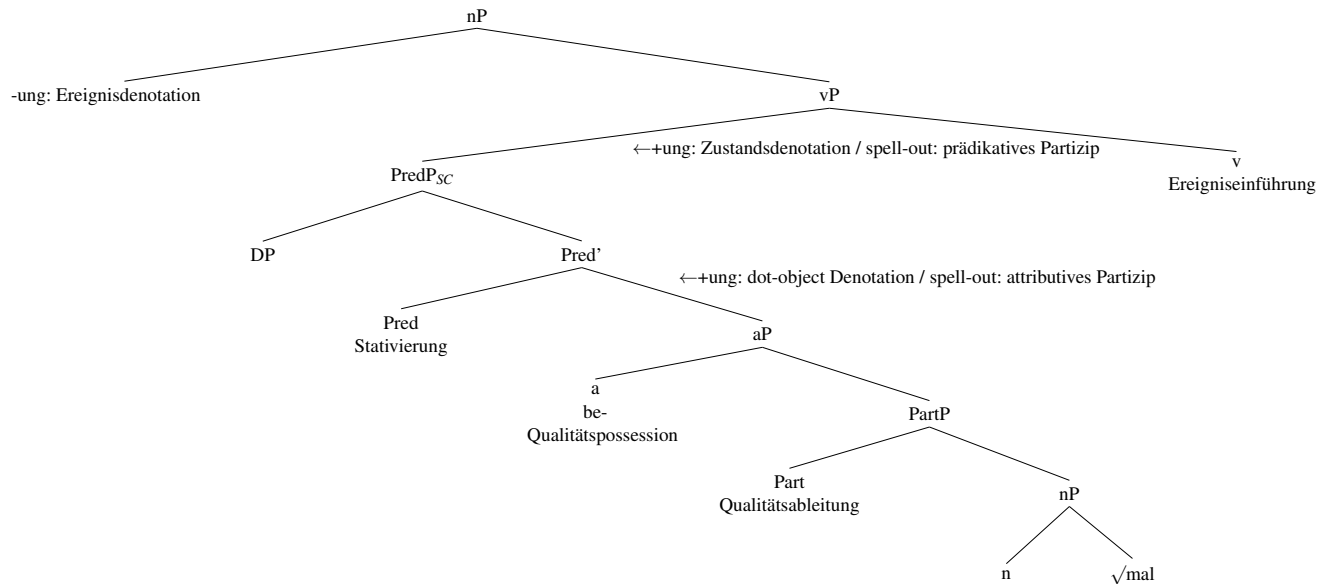 nP
-ung: Ereignisdenotation
vP
←+ung: Zustandsdenotation / spell-out: prädikatives Partizip
PredP_SC
v
Ereigniseinführung
DP
Pred’
←+ung: dot-object Denotation / spell-out: attributives Partizip
Pred
Stativierung
aP
a
be-
Qualitätspossession
PartP
Part
Qualitätsableitung
nP
n
√mal